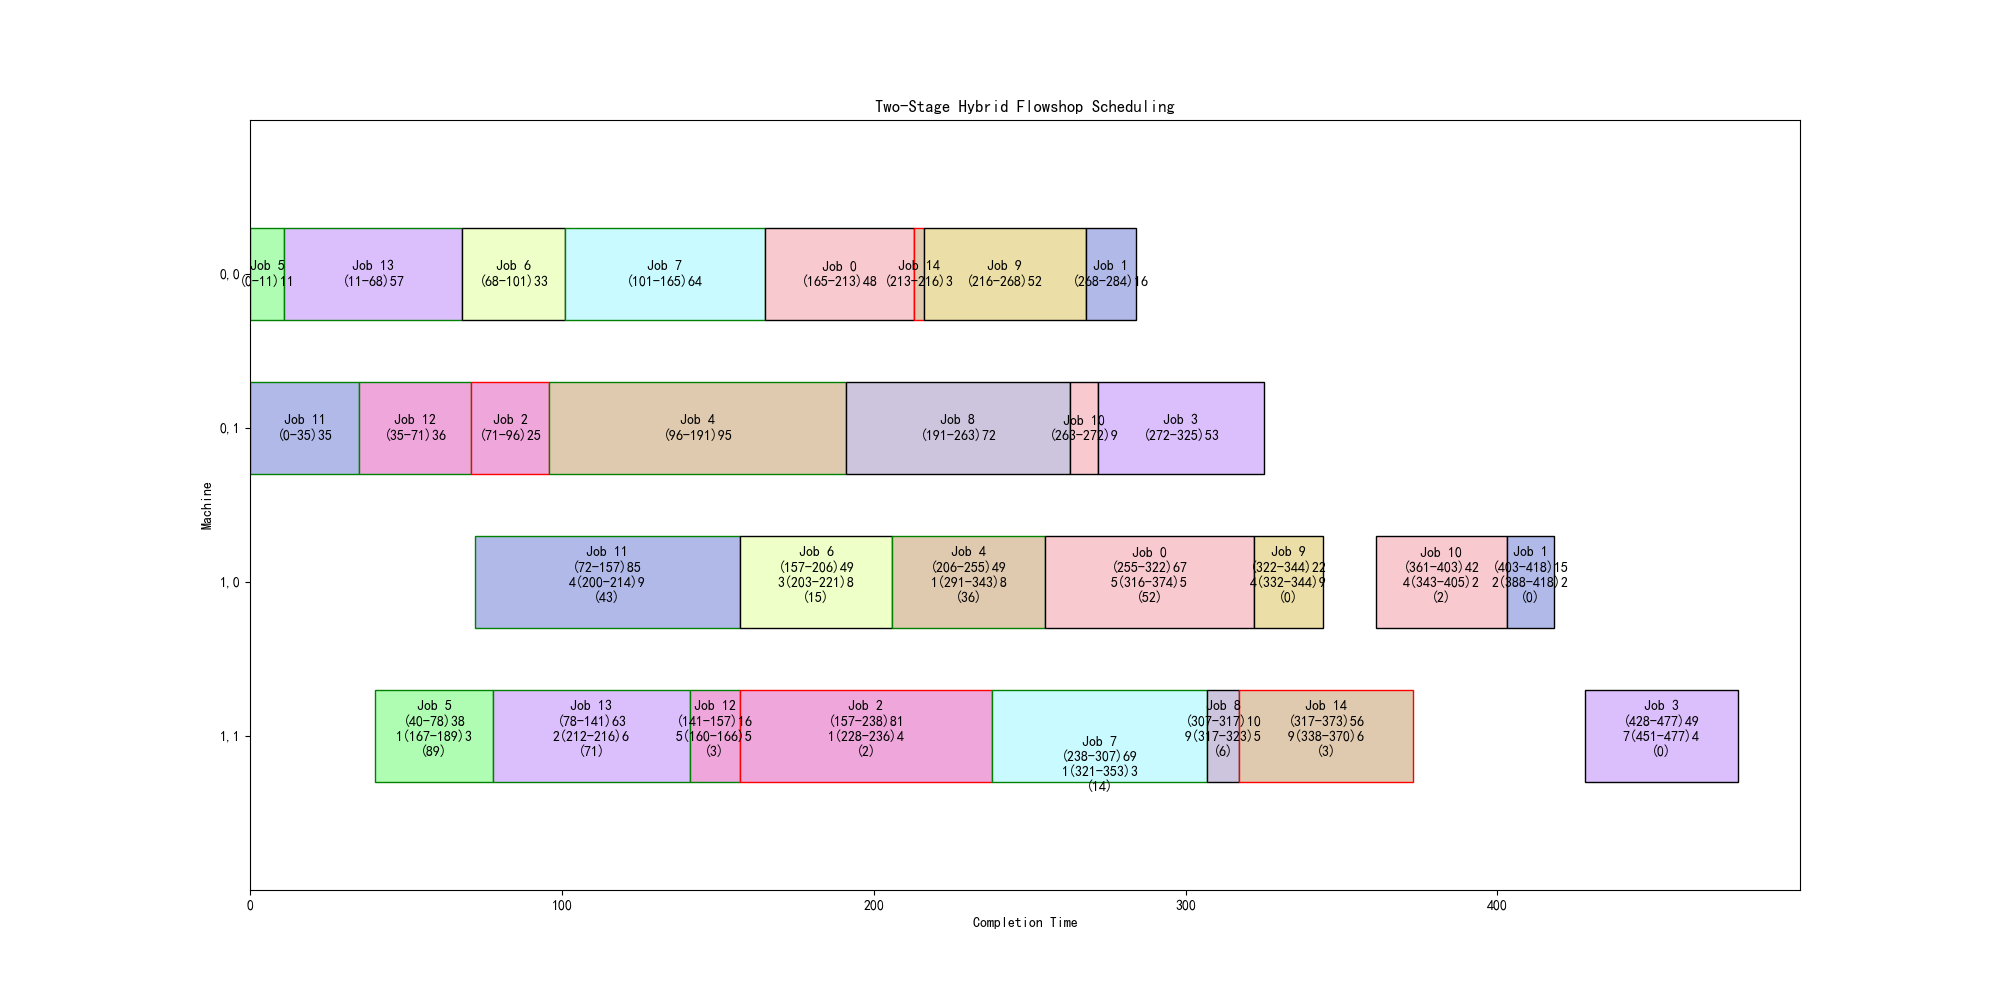 Two-Stage Hybrid Flowshop Scheduling
Machine
0,0
Job 5
(0-11)11
Job 13
(11-68)57
Job 6
(68-101)33
Job 7
(101-165)64
Job 0
(165-213)48
Job 14
(213-216)3
Job 9
(216-268)52
Job 1
(268-284)16
0,1
Job 11
(0-35)35
Job 12
(35-71)36
Job 2
(71-96)25
Job 4
(96-191)95
Job 8
(191-263)72
Job 10
(263-272)9
Job 3
(272-325)53
1,0
Job 11
(72-157)85
4(200-214)9
(43)
Job 6
(157-206)49
3(203-221)8
(15)
Job 4
(206-255)49
1(291-343)8
(36)
Job 0
(255-322)67
5(316-374)5
(52)
Job 9
(322-344)22
4(332-344)9
(0)
Job 10
(361-403)42
4(343-405)2
(2)
Job 1
(403-418)15
2(388-418)2
(0)
1,1
Job 5
(40-78)38
1(167-189)3
(89)
Job 13
(78-141)63
2(212-216)6
(71)
Job 12
(141-157)16
5(160-166)5
(3)
Job 2
(157-238)81
1(228-236)4
(2)
Job 7
(238-307)69
1(321-353)3
(14)
Job 8
(307-317)10
9(317-323)5
(6)
Job 14
(317-373)56
9(338-370)6
(3)
Job 3
(428-477)49
7(451-477)4
(0)
0
100
200
300
400
Completion Time